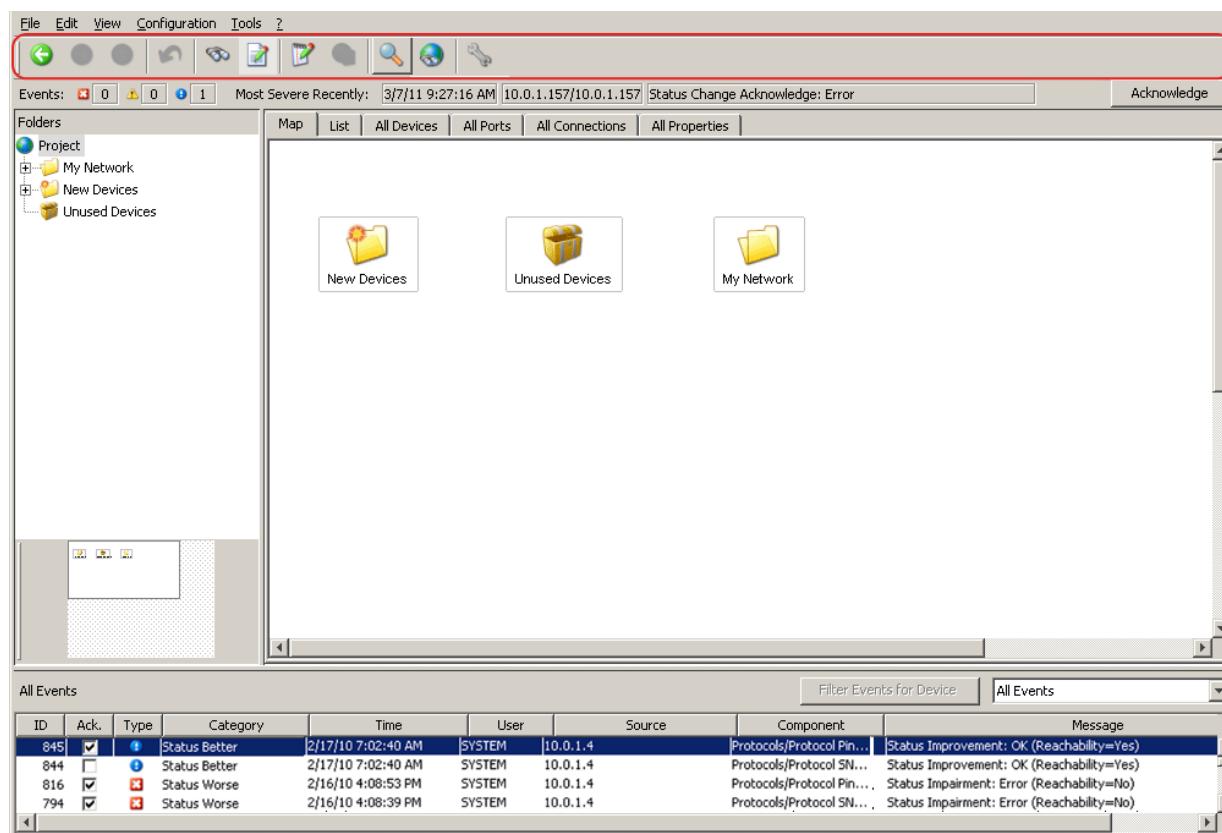 File Edit View Configuration Tools ?
Events: 0 0 1 Most Severe Recently: 3/7/11 9:27:16 AM 10.0.1.157/10.0.1.157 Status Change Acknowledge: Error Acknowledge
Folders
Project
My Network
New Devices
Unused Devices
Map List All Devices All Ports All Connections All Properties
New Devices Unused Devices My Network
All Events Filter Events for Device All Events
ID Ack. Type Category Time User Source Component Message
845 Status Better 2/17/10 7:02:40 AM SYSTEM 10.0.1.4 Protocols/Protocol Pin... Status Improvement: OK (Reachability=Yes)
844 Status Better 2/17/10 7:02:40 AM SYSTEM 10.0.1.4 Protocols/Protocol SN... Status Improvement: OK (Reachability=Yes)
816 Status Worse 2/16/10 4:08:53 PM SYSTEM 10.0.1.4 Protocols/Protocol Pin... Status Impairment: Error (Reachability=No)
794 Status Worse 2/16/10 4:08:39 PM SYSTEM 10.0.1.4 Protocols/Protocol SN... Status Impairment: Error (Reachability=No)